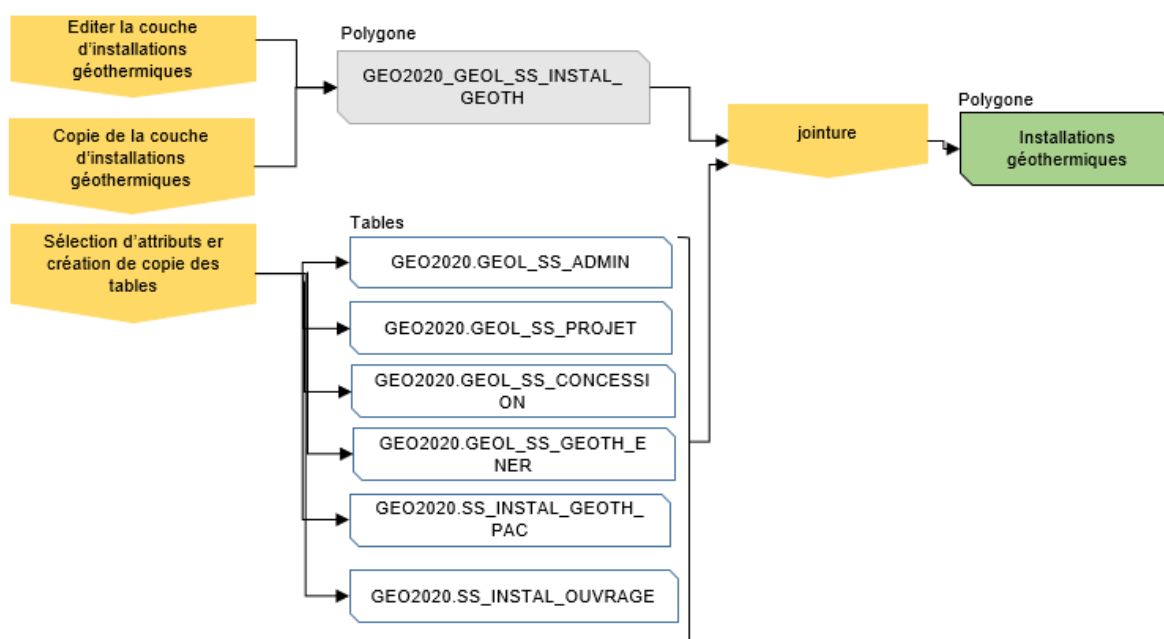 Editer la couche
d'installations
géothermiques
Polygone
GEO2020_GEOL_SS_INSTAL_
GEOTH
Copie de la couche
d'installations
géothermiques
jointure
Polygone
Installations
géothermiques
Sélection d'attributs er
création de copie des
tables
Tables
GEO2020.GEOL_SS_ADMIN
GEO2020.GEOL_SS_PROJET
GEO2020.GEOL_SS_CONCESSI
ON
GEO2020.GEOL_SS_GEOTH_E
NER
GEO2020.SS_INSTAL_GEOTH_
PAC
GEO2020.SS_INSTAL_OUVRAGE